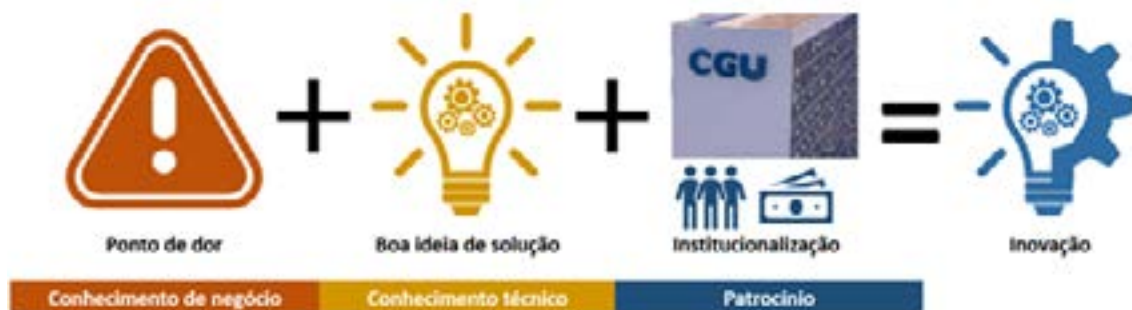 CGU
Ponto de dor
Boa ideia de solução
Institucionalização
Inovação
Conhecimento de negócio
Conhecimento técnico
Patrocínio